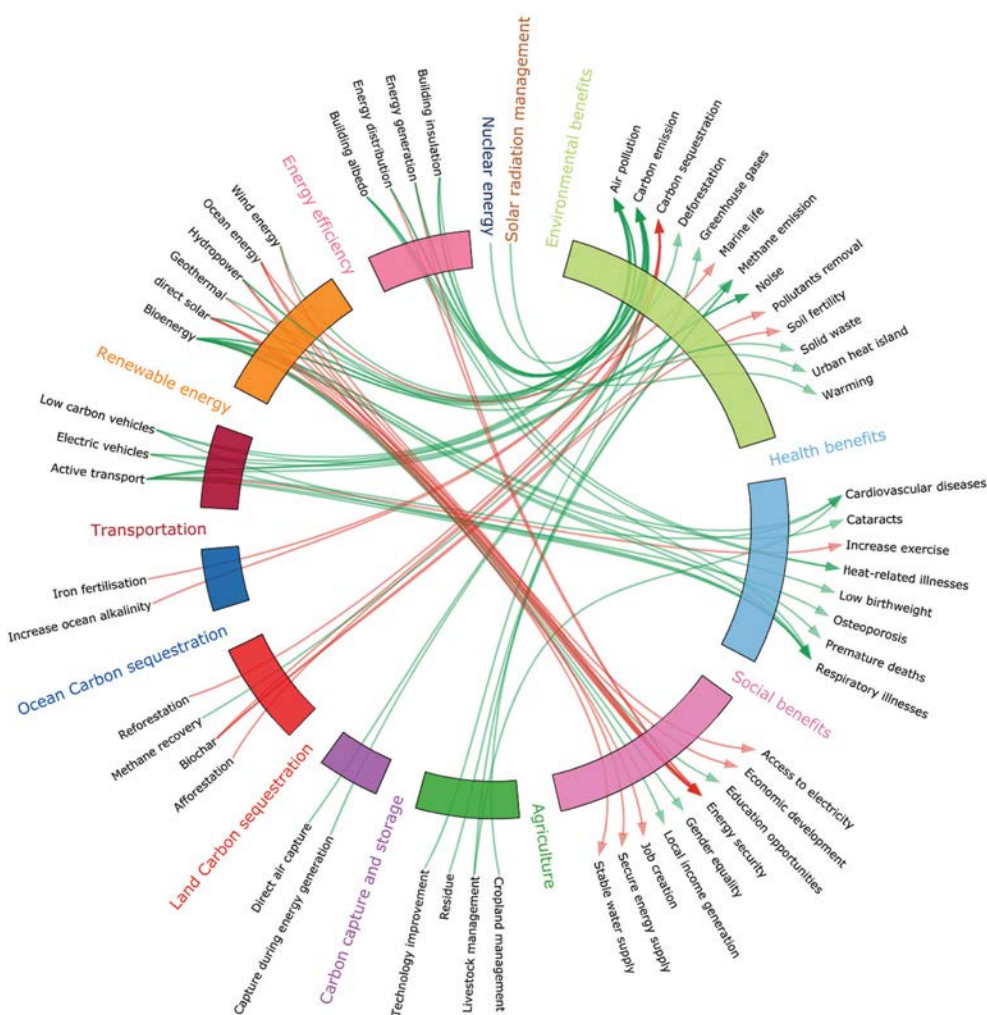 Building albedo
Energy distribution
Energy generation
Building insulation
Energy efficiency
Nuclear energy
Solar radiation management
Environmental benefits
Air pollution
Carbon emission
Carbon sequestration
Deforestation
Greenhouse gases
Marine life
Methane emission
Noise
Pollutants removal
Soil fertility
Solid waste
Urban heat island
Warming
Health benefits
Cardiovascular diseases
Cataracts
Increase exercise
Heat-related illnesses
Low birthweight
Osteoporosis
Premature deaths
Respiratory illnesses
Social benefits
Access to electricity
Economic development
Education opportunities
Energy security
Gender equality
Local income generation
Job creation
Secure energy supply
Stable water supply
Agriculture
Cropland management
Livestock management
Residue
Technology improvement
Carbon capture and storage
Capture during energy generation
Direct air capture
Land Carbon sequestration
Afforestation
Biochar
Methane recovery
Reforestation
Ocean Carbon sequestration
Increase ocean alkalinity
Iron fertilisation
Transportation
Active transport
Electric vehicles
Low carbon vehicles
Renewable energy
Bioenergy
direct solar
Geothermal
Hydropower
Ocean energy
Wind energy